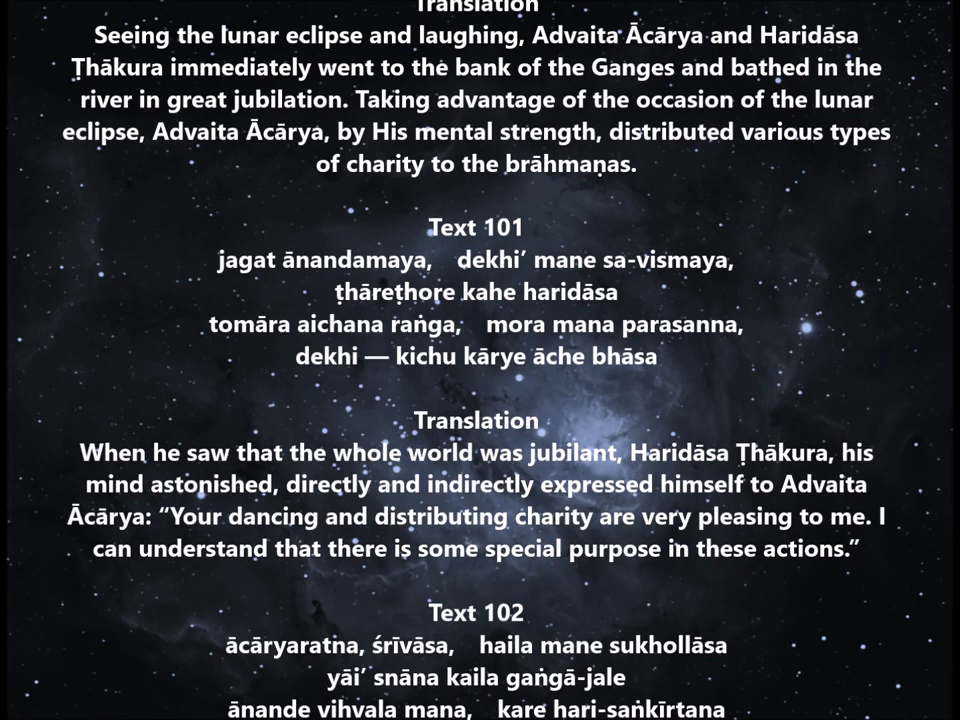 Translation
Seeing the lunar eclipse and laughing, Advaita Ācārya and Haridāsa
Ṭhākura immediately went to the bank of the Ganges and bathed in the
river in great jubilation. Taking advantage of the occasion of the lunar
eclipse, Advaita Ācārya, by His mental strength, distributed various types
of charity to the brāhmaṇas.
Text 101
jagat ānandamaya, dekhi’ mane sa-vismaya,
ṭhāreṭhore kahe haridāsa
tomāra aichana raṅga, mora mana parasanna,
dekhi — kichu kārye āche bhāsa
Translation
When he saw that the whole world was jubilant, Haridāsa Ṭhākura, his
mind astonished, directly and indirectly expressed himself to Advaita
Ācārya: “Your dancing and distributing charity are very pleasing to me. I
can understand that there is some special purpose in these actions.”
Text 102
ācāryaratna, śrīvāsa, haila mane sukhollāsa
yāi’ snāna kaila gaṅgā-jale
ānande vihvala mana, kare hari-saṅkīrtana